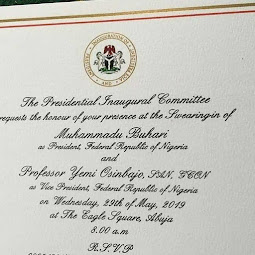 The Presidential Inaugural Committee
requests the honour of your presence at the Swearing-in of
Muhammadu Buhari
as President, Federal Republic of Nigeria
and
Professor Yemi Osinbajo, SAN, GCON
as Vice President, Federal Republic of Nigeria
on Wednesday, 29th of May, 2019
at The Eagle Square, Abuja
8.00 a.m
R.S.V.P